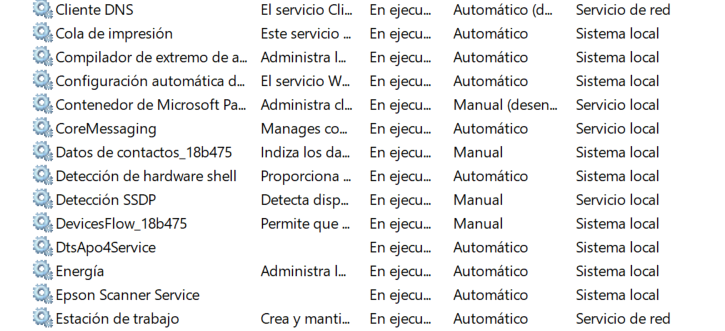 Cliente DNS El servicio Cli... En ejecu... Automático (d... Servicio de red
Cola de impresión Este servicio ... En ejecu... Automático Sistema local
Compilador de extremo de a... Administra l... En ejecu... Automático Sistema local
Configuración automática d... El servicio W... En ejecu... Automático Sistema local
Contenedor de Microsoft Pa... Administra cl... En ejecu... Manual (desen... Servicio local
CoreMessaging Manages co... En ejecu... Automático Servicio local
Datos de contactos_18b475 Indiza los da... En ejecu... Manual Sistema local
Detección de hardware shell Proporciona ... En ejecu... Automático Sistema local
Detección SSDP Detecta disp... En ejecu... Manual Servicio local
DevicesFlow_18b475 Permite que ... En ejecu... Manual Sistema local
DtsApo4Service En ejecu... Automático Sistema local
Energía Administra l... En ejecu... Automático Sistema local
Epson Scanner Service En ejecu... Automático Sistema local
Estación de trabajo Crea y manti... En ejecu... Automático Servicio de red